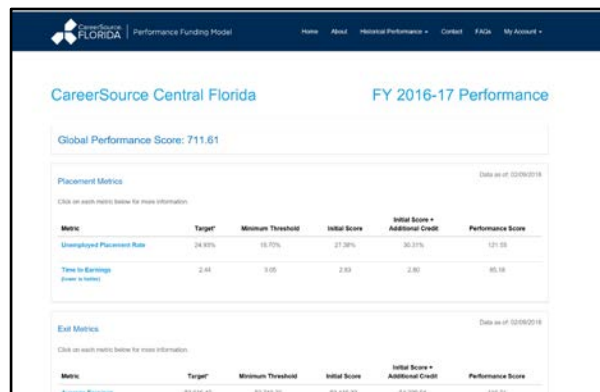 CareerSource
FLORIDA
Performance Funding Model
Home About Historical Performance Contact FAQs My Account
CareerSource Central Florida
FY 2016-17 Performance
Global Performance Score: 711.61
Placement Metrics
Data as of: 02/09/2018
Click on each metric below for more information.
Metric Target* Minimum Threshold Initial Score Initial Score + Additional Credit Performance Score
Unemployed Placement Rate 24.93% 18.70% 27.38% 30.31% 121.55
Time to Earnings 2.44 3.05 2.83 2.80 85.18
(lower is better)
Exit Metrics
Data as of: 02/09/2018
Click on each metric below for more information.
Metric Target* Minimum Threshold Initial Score Initial Score + Additional Credit Performance Score